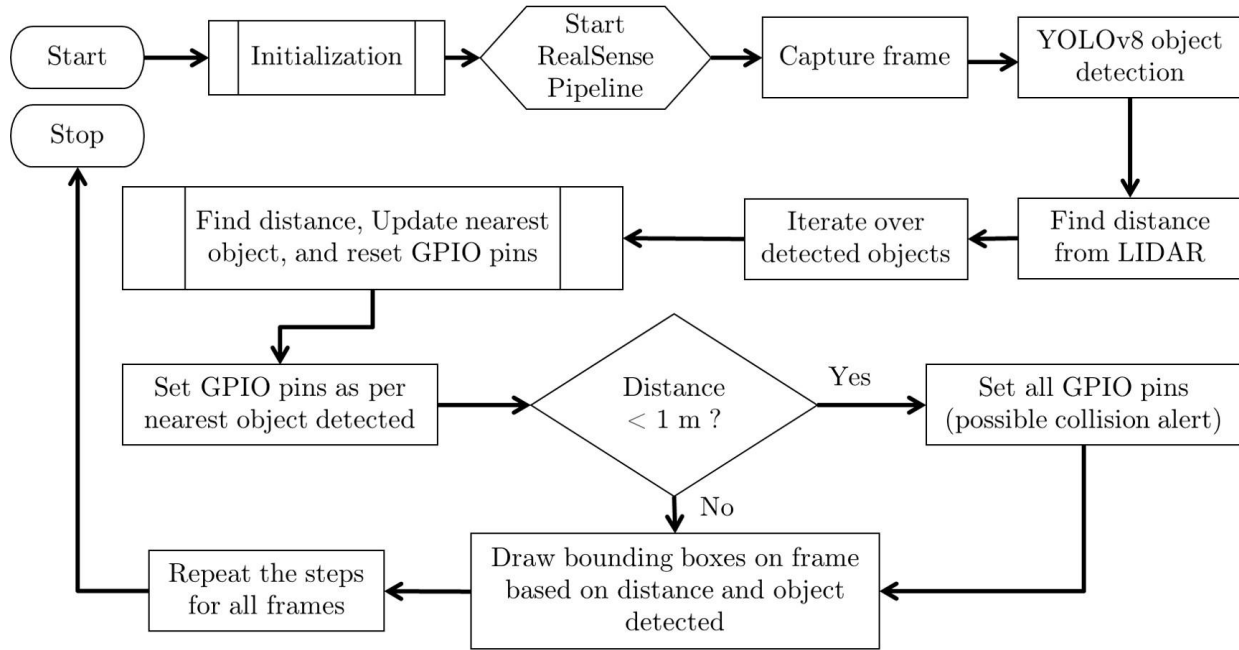 Start
Initialization
Start
RealSense
Pipeline
Capture frame
YOLOv8 object
detection
Stop
Find distance, Update nearest
object, and reset GPIO pins
Iterate over
detected objects
Find distance
from LIDAR
Set GPIO pins as per
nearest object detected
Distance
< 1 m ?
Yes
Set all GPIO pins
(possible collision alert)
No
Draw bounding boxes on frame
based on distance and object
detected
Repeat the steps
for all frames